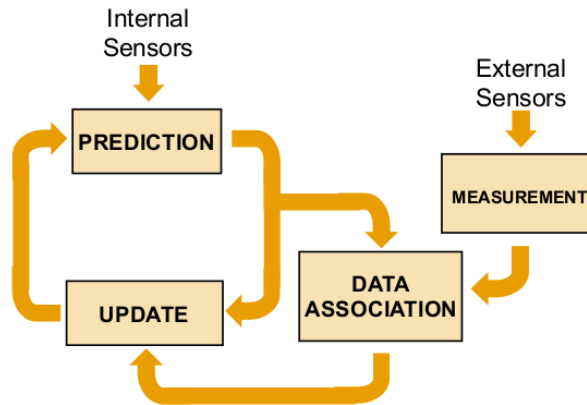 Internal
Sensors
External
Sensors
PREDICTION
MEASUREMENT
DATA
ASSOCIATION
UPDATE